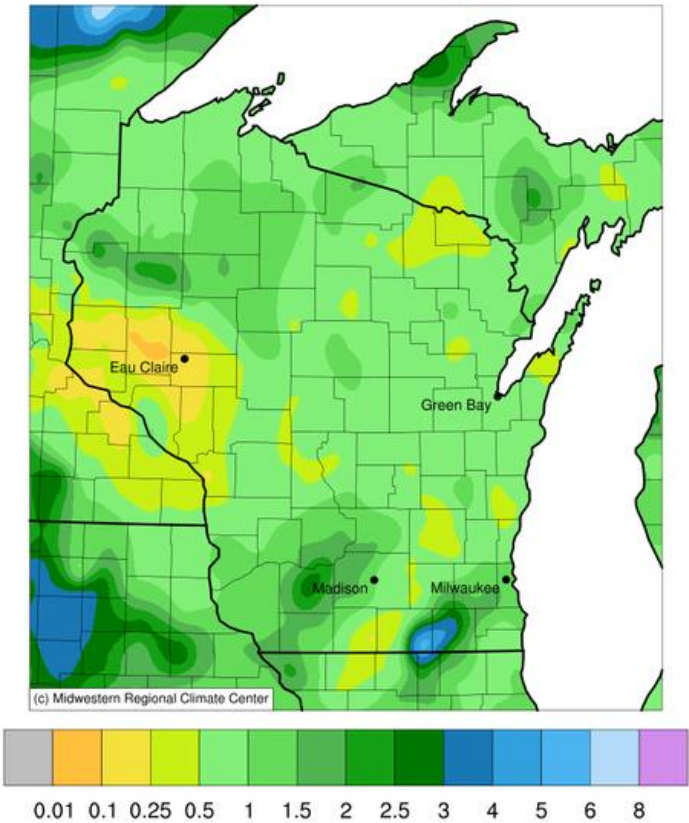 Eau Claire
Green Bay
Madison
Milwaukee
(c) Midwestern Regional Climate Center
0.01 0.1 0.25 0.5 1 1.5 2 2.5 3 4 5 6 8